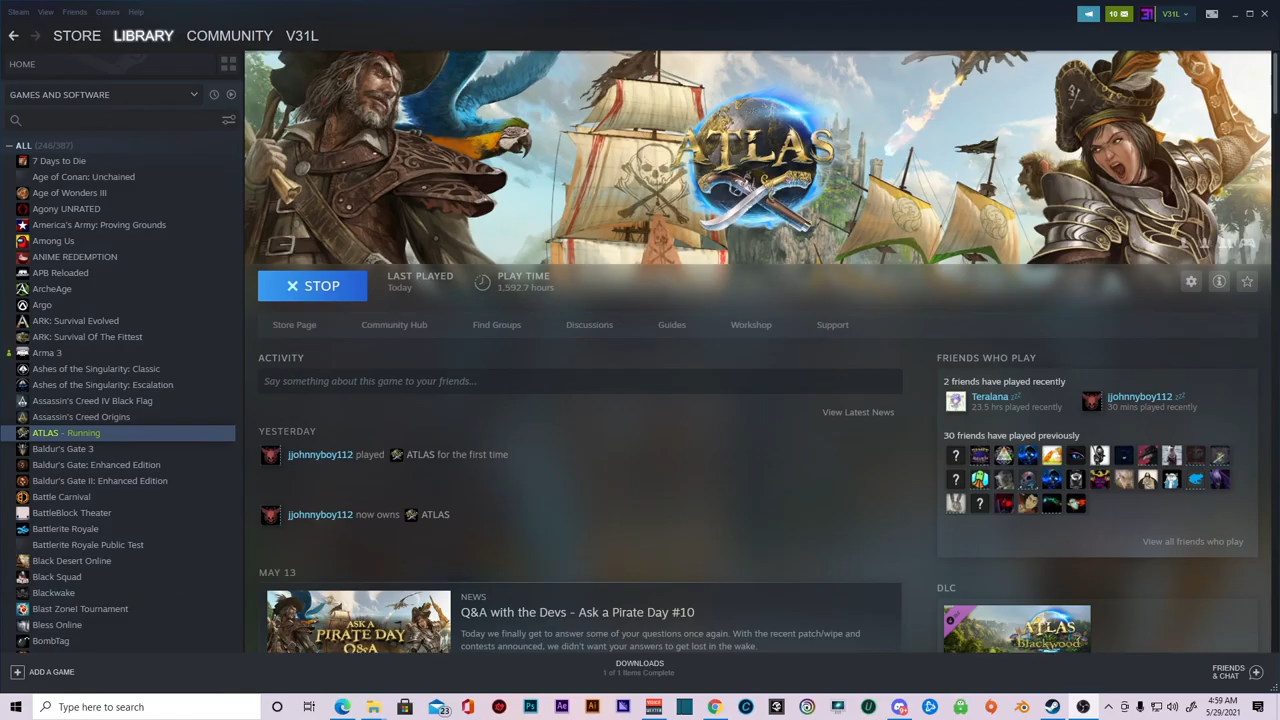 Steam View Friends Games Help
10 V31L
STORE LIBRARY COMMUNITY V31L
HOME
GAMES AND SOFTWARE
ALL (246/387)
7 Days to Die
Age of Conan: Unchained
Age of Wonders III
Agony UNRATED
America's Army: Proving Grounds
Among Us
ANIME REDEMPTION
APB Reloaded
ArcheAge
Argo
ARK: Survival Evolved
ARK: Survival Of The Fittest
Arma 3
Ashes of the Singularity: Classic
Ashes of the Singularity: Escalation
Assassin's Creed IV Black Flag
Assassin's Creed Origins
ATLAS - Running
Baldur's Gate 3
Baldur's Gate: Enhanced Edition
Baldur's Gate II: Enhanced Edition
Battle Carnival
BattleBlock Theater
Battlerite Royale
Battlerite Royale Public Test
Black Desert Online
Black Squad
Blackwake
Blast Zone! Tournament
Bless Online
BombTag
ADD A GAME
ATLAS
STOP
LAST PLAYED
Today
PLAY TIME
1,592.7 hours
Store Page Community Hub Find Groups Discussions Guides Workshop Support
ACTIVITY
Say something about this game to your friends...
View Latest News
YESTERDAY
jjohnnyboy112 played ATLAS for the first time
jjohnnyboy112 now owns ATLAS
MAY 13
ASK A
PIRATE DAY
Q&A
NEWS
Q&A with the Devs - Ask a Pirate Day #10
Today we finally get to answer some of your questions once again. With the recent patch/wipe and
contests announced, we didn't want your answers to get lost in the wake.
FRIENDS WHO PLAY
2 friends have played recently
Teralana zzz
23.5 hrs played recently
jjohnnyboy112 zzz
30 mins played recently
30 friends have played previously
View all friends who play
DLC
ATLAS
Blackwood
DOWNLOADS
1 of 1 Items Complete
FRIENDS
& CHAT
Type here to search
23
4:59 AM
5/29/2021